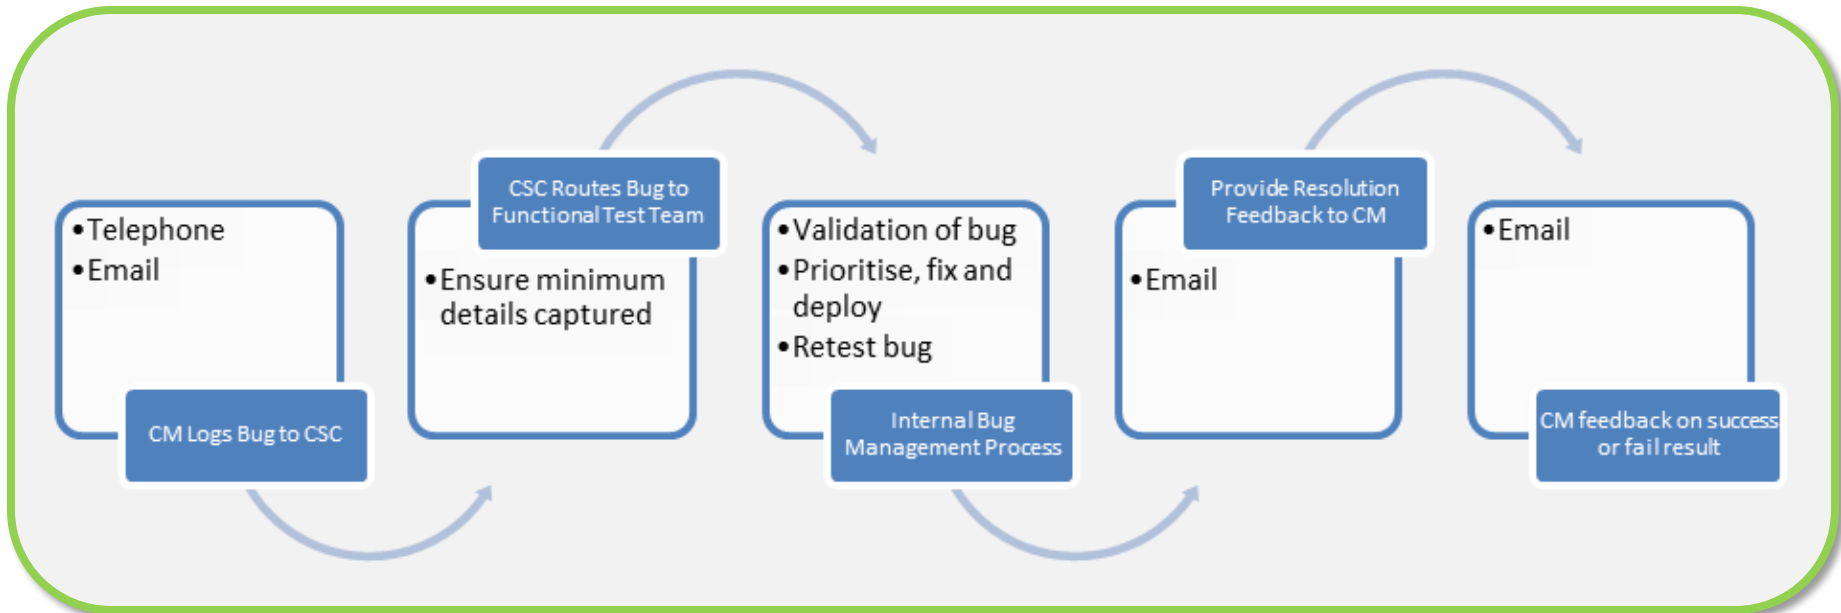 •Telephone
•Email
CM Logs Bug to CSC
CSC Routes Bug to
Functional Test Team
•Ensure minimum
details captured
•Validation of bug
•Prioritise, fix and
deploy
•Retest bug
Internal Bug
Management Process
Provide Resolution
Feedback to CM
•Email
•Email
CM feedback on success
or fail result